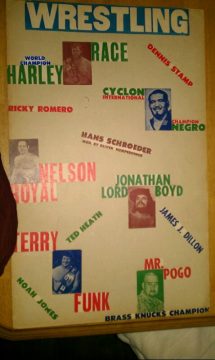 WRESTLING
WORLD
CHAMPION
HARLEY RACE
DENNIS STAMP
CYCLON
INTERNATIONAL
CHAMPION
NEGRO
RICKY ROMERO
HANS SCHROEDER
NELSON
ROYAL
JONATHAN
LORD BOYD
JAMES J. DILLON
TED HEATH
TERRY
FUNK
NOAH JONES
MR.
POGO
BRASS KNUCKS CHAMPION